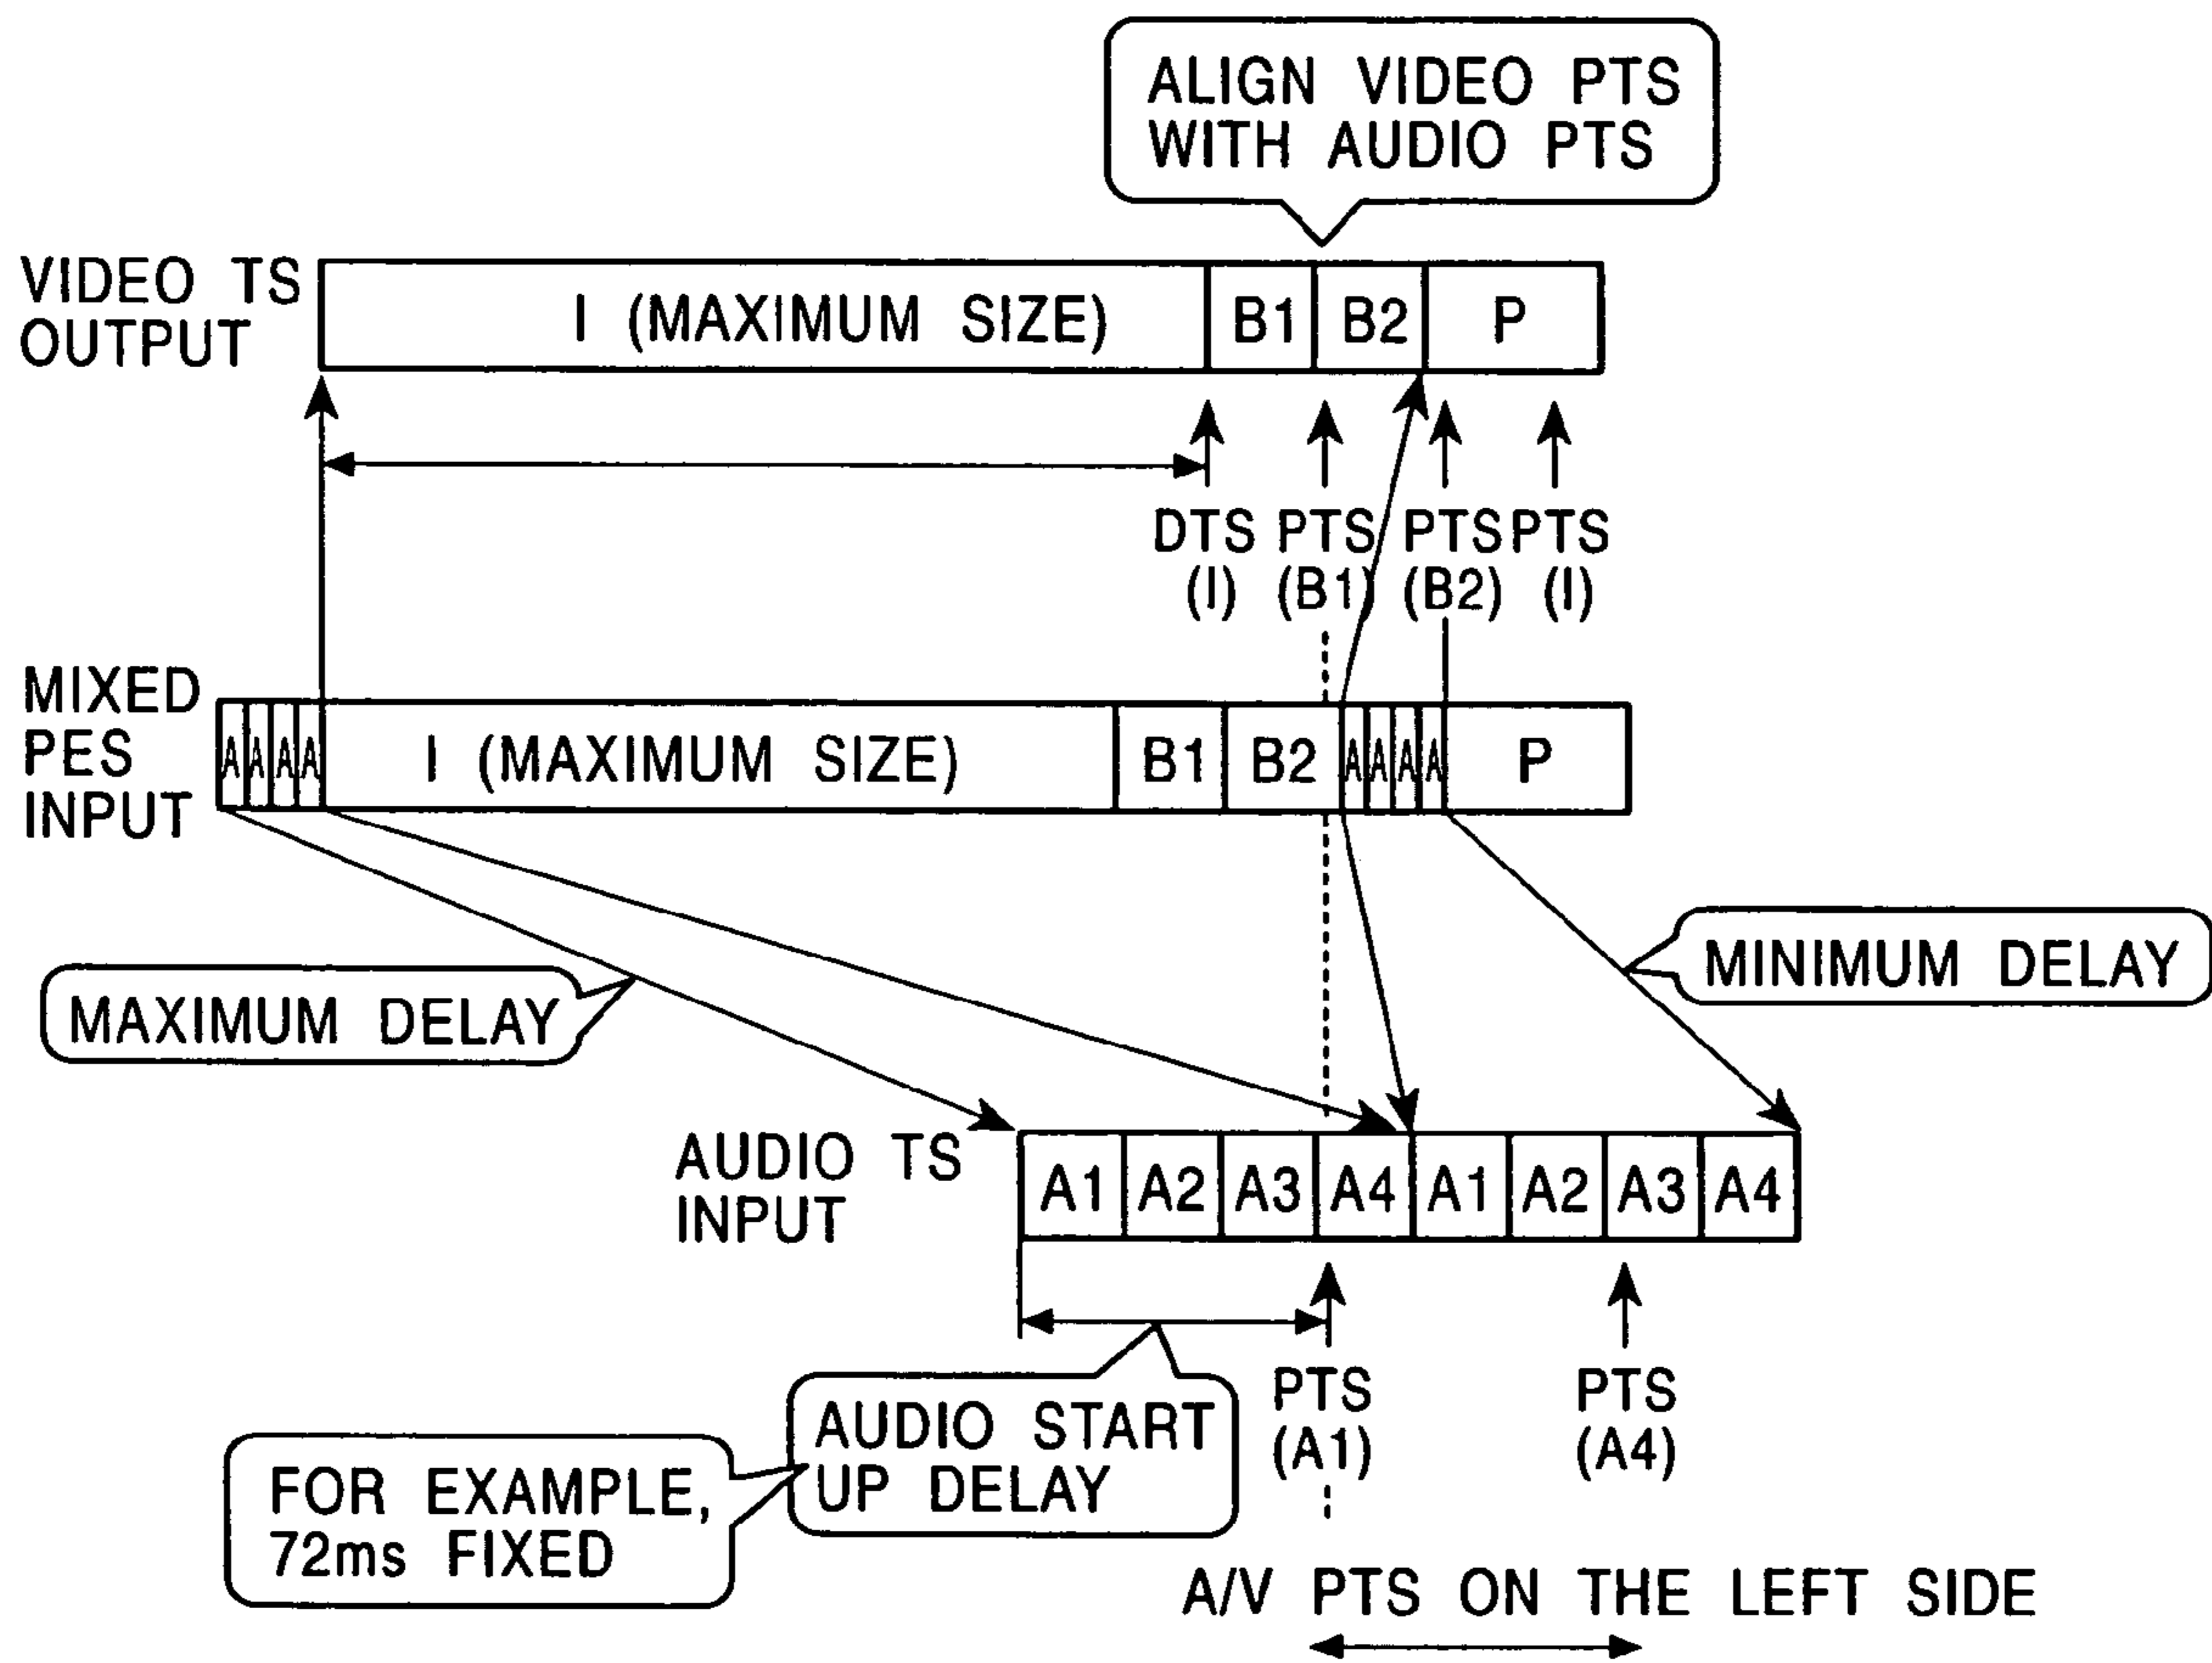 ALIGN VIDEO PTS
WITH AUDIO PTS
VIDEO TS
OUTPUT
I (MAXIMUM SIZE)
B1
B2
P
DTS
(I)
PTS
(B1)
PTS
(B2)
PTS
(I)
MIXED
PES
INPUT
A A A A
I (MAXIMUM SIZE)
B1
B2
A A A A
P
MAXIMUM DELAY
MINIMUM DELAY
AUDIO TS
INPUT
A1 A2 A3 A4 A1 A2 A3 A4
PTS
(A1)
PTS
(A4)
AUDIO START
UP DELAY
FOR EXAMPLE,
72ms FIXED
A/V PTS ON THE LEFT SIDE